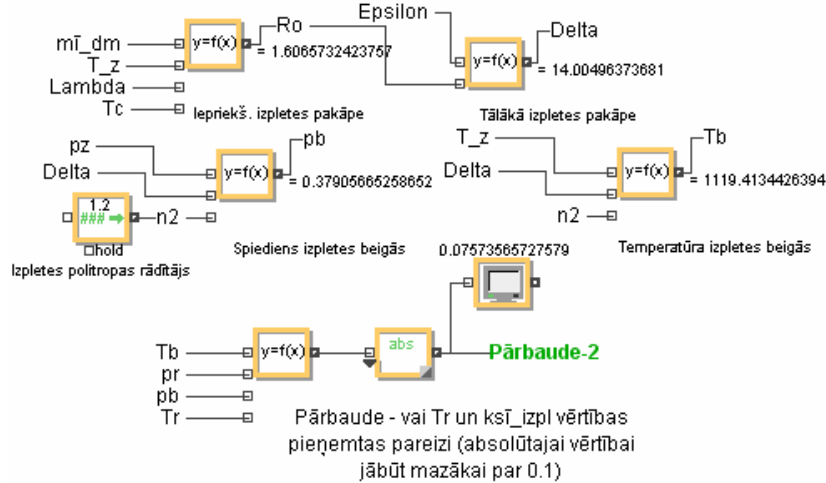 Epsilon
mī_dm
T_z
Lambda
Tc
y=f(x)
Ro
= 1.6065732423757
Iepriekš. izpletes pakāpe
y=f(x)
Delta
= 14.00496373681
Tālākā izpletes pakāpe
pz
Delta
1.2
###
hold
n2
Izpletes politropas rādītājs
y=f(x)
pb
= 0.37905665258652
Spiediens izpletes beigās
T_z
Delta
n2
y=f(x)
Tb
= 1119.4134426394
Temperatūra izpletes beigās
0.07573565727579
Tb
pr
pb
Tr
y=f(x)
abs
Pārbaude-2
Pārbaude - vai Tr un ksī_izpl vērtības
pieņemtas pareizi (absolūtajai vērtībai
jābūt mazākai par 0.1)